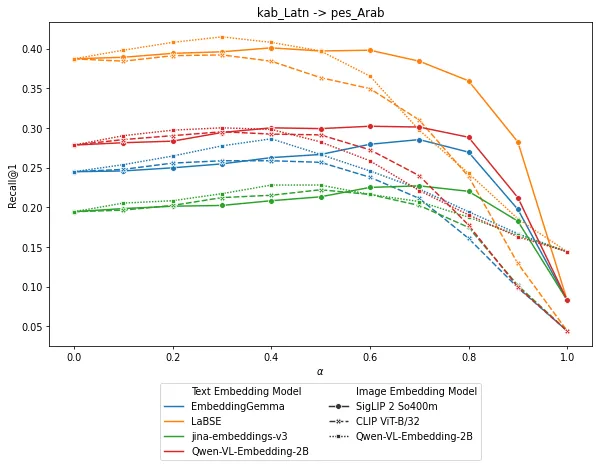 kab_Latn -> pes_Arab
Recall@1
0.40
0.35
0.30
0.25
0.20
0.15
0.10
0.05
0.0
0.2
0.4
0.6
0.8
1.0
α
Text Embedding Model
EmbeddingGemma
LaBSE
jina-embeddings-v3
Qwen-VL-Embedding-2B
Image Embedding Model
SigLIP 2 So400m
CLIP ViT-B/32
Qwen-VL-Embedding-2B